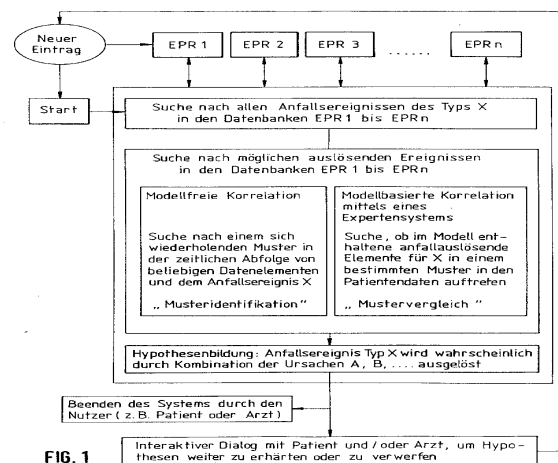 Neuer
Eintrag
EPR 1
EPR 2
EPR 3
......
EPR n
Start
Suche nach allen Anfallsereignissen des Typs X
in den Datenbanken EPR 1 bis EPR n
Suche nach möglichen auslösenden Ereignissen
in den Datenbanken EPR 1 bis EPR n
Modellfreie Korrelation
Suche nach einem sich
wiederholenden Muster in
der zeitlichen Abfolge von
beliebigen Datenelementen
und dem Anfallsereignis X
„ Musteridentifikation "
Modellbasierte Korrelation
mittels eines
Expertensystems
Suche, ob im Modell ent-
haltene anfallauslösende
Elemente für X in einem
bestimmten Muster in den
Patientendaten auftreten
„ Mustervergleich "
Hypothesenbildung: Anfallsereignis Typ X wird wahrscheinlich
durch Kombination der Ursachen A, B, .... ausgelöst
Beenden des Systems durch den
Nutzer ( z. B. Patient oder Arzt )
Interaktiver Dialog mit Patient und / oder Arzt, um Hypo-
thesen weiter zu erhärten oder zu verwerfen
FIG. 1